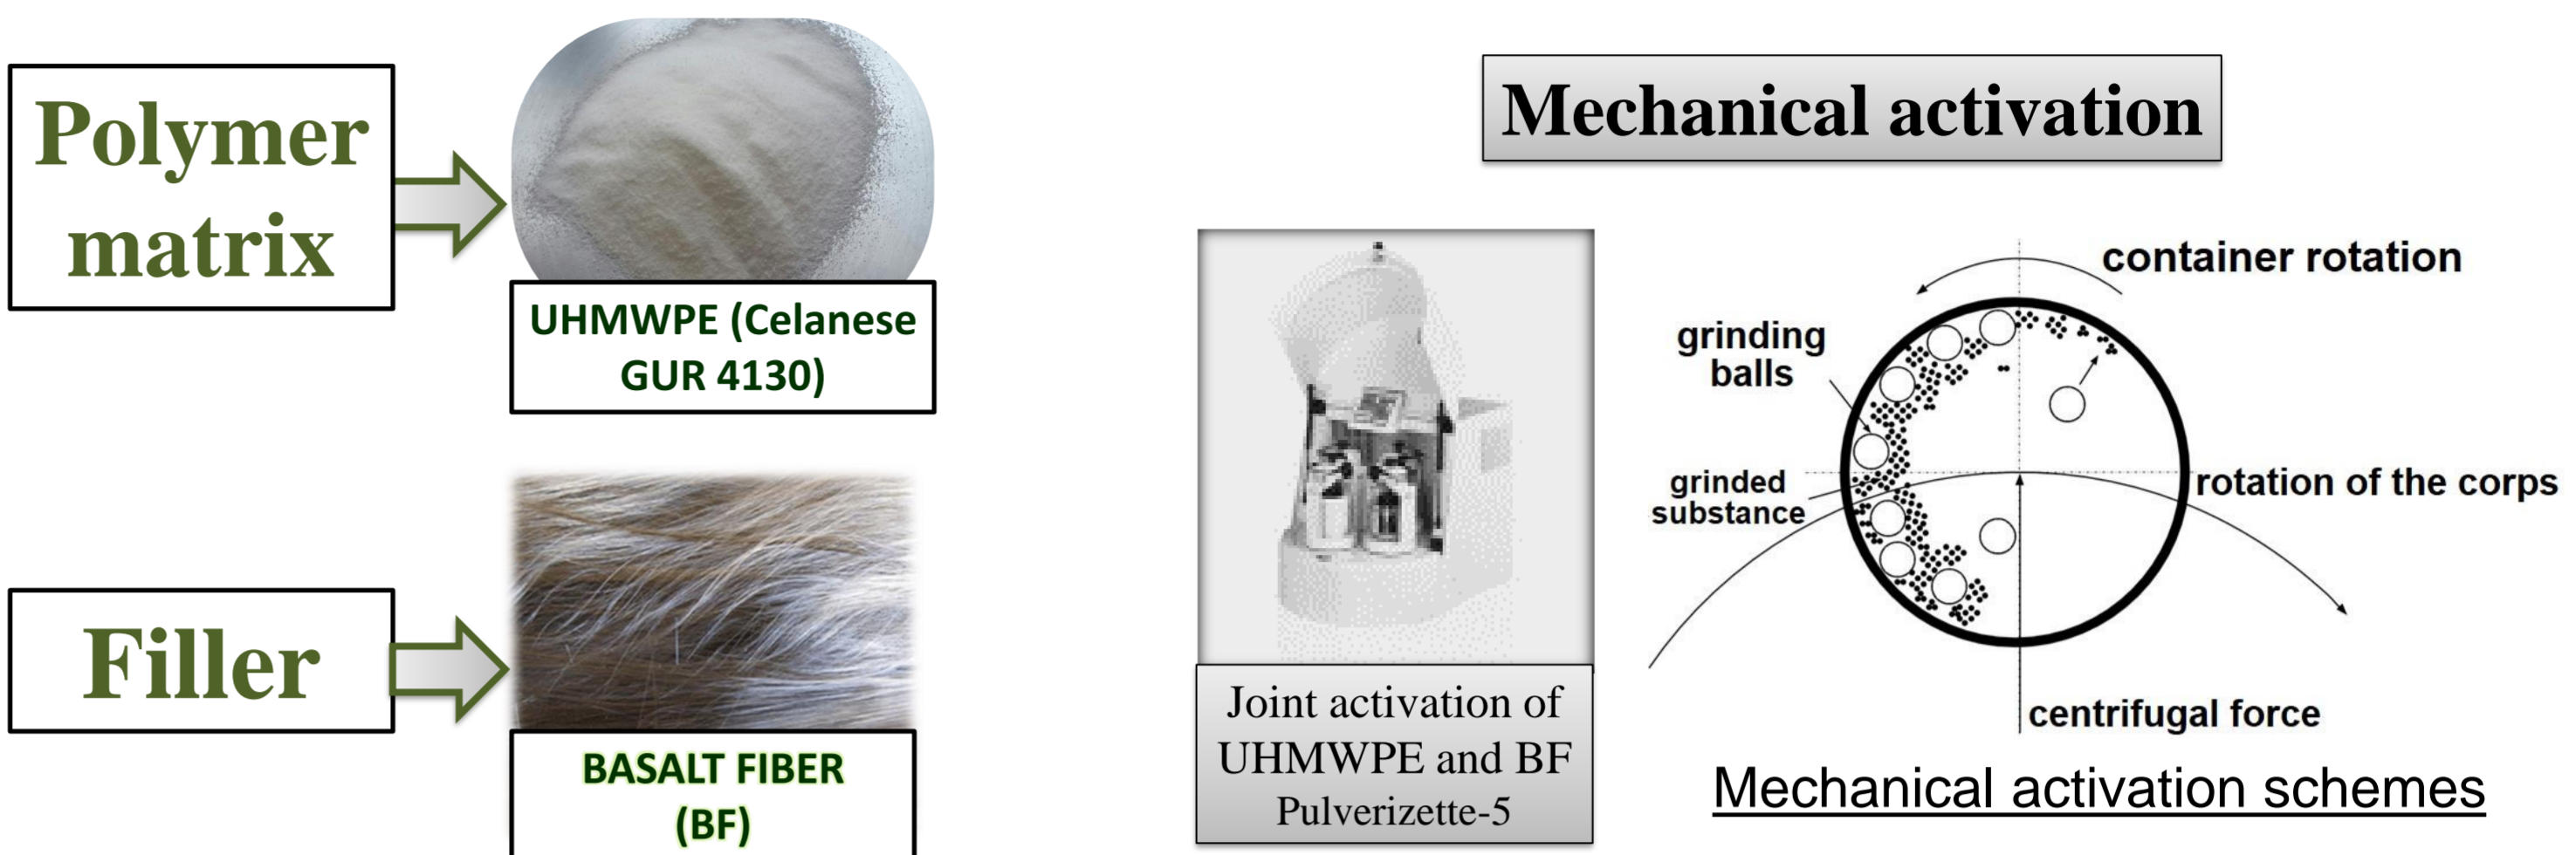 Polymer
matrix
UHMWPE (Celanese
GUR 4130)
Filler
BASALT FIBER
(BF)
Mechanical activation
Joint activation of
UHMWPE and BF
Pulverizette-5
container rotation
grinding
balls
grinded
substance
rotation of the corps
centrifugal force
Mechanical activation schemes